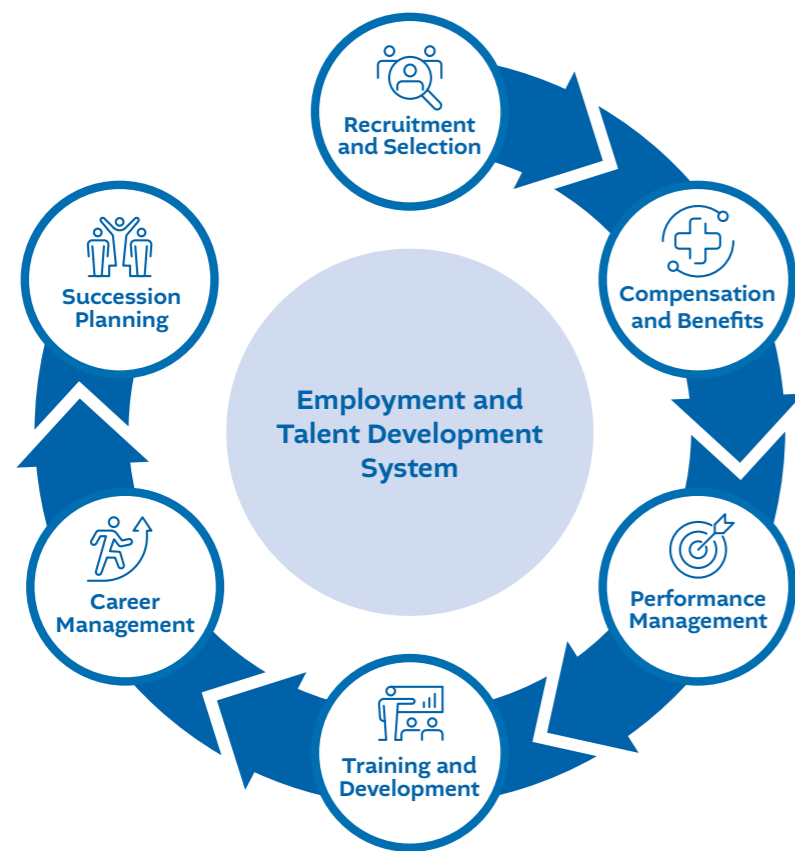 Recruitment
and Selection
Compensation
and Benefits
Performance
Management
Training and
Development
Career
Management
Succession
Planning
Employment and
Talent Development
System